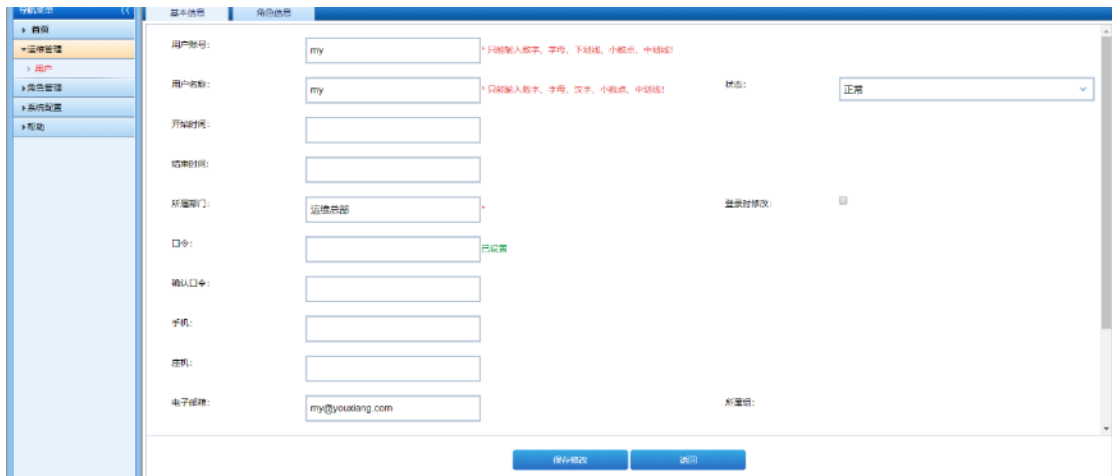 导航菜单
首页
运维管理
用户
角色管理
系统配置
帮助
基本信息 角色信息
用户账号: my * 只能输入数字、字母、下划线、小数点、中划线!
用户名称: my * 只能输入数字、字母、汉字、小数点、中划线! 状态: 正常
开始时间:
结束时间:
所属部门: 运维总部 * 登录时修改:
口令: 已设置
确认口令:
手机:
座机:
电子邮箱: my@youxiang.com 所属组:
保存修改 返回